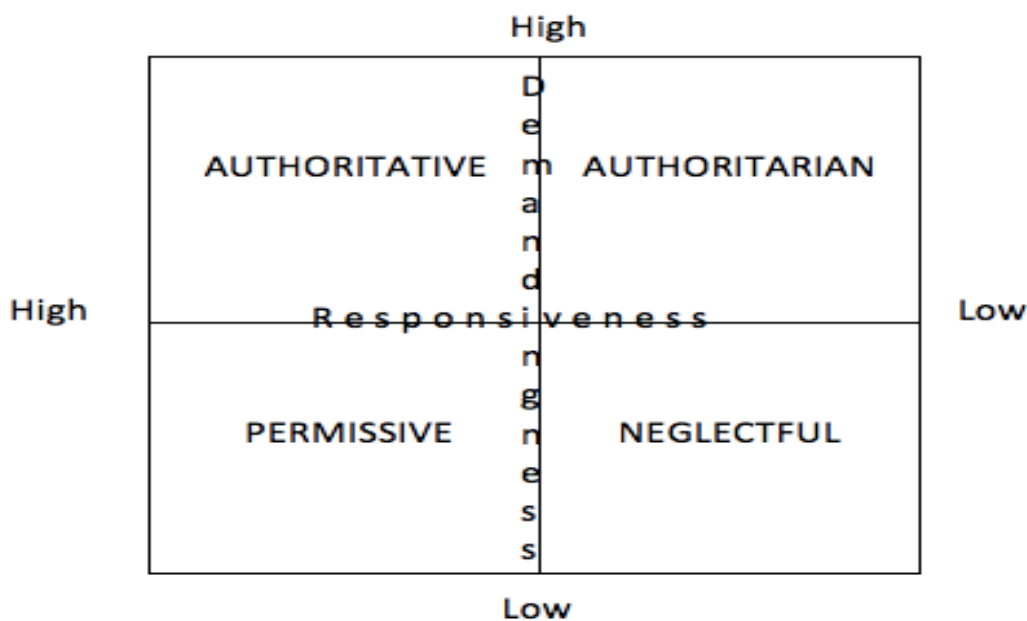 High
AUTHORITATIVE
AUTHORITARIAN
Demandingness
High
Responsiveness
Low
PERMISSIVE
NEGLECTFUL
Low